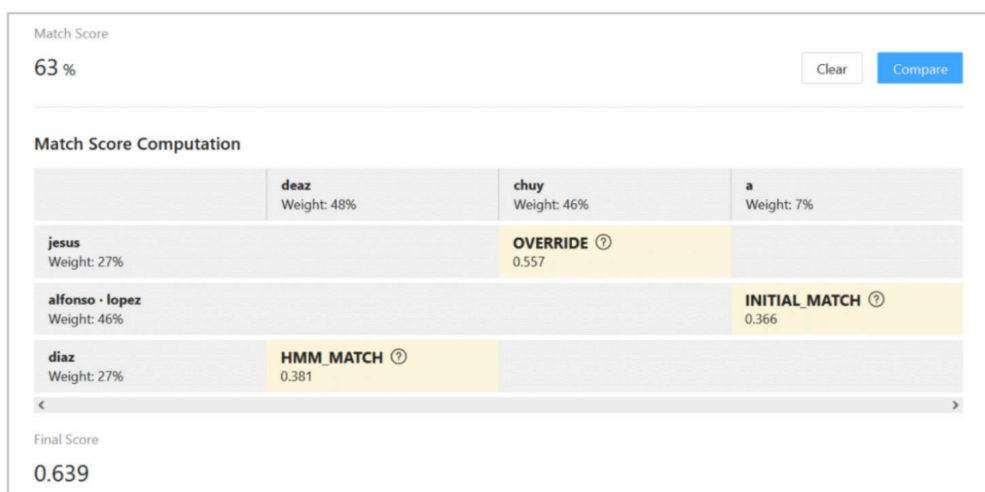 Match Score
63 %
Clear
Compare
Match Score Computation
deaz
Weight: 48%
chuy
Weight: 46%
a
Weight: 7%
jesus
Weight: 27%
OVERRIDE ?
0.557
alfonso · lopez
Weight: 46%
INITIAL_MATCH ?
0.366
diaz
Weight: 27%
HMM_MATCH ?
0.381
Final Score
0.639